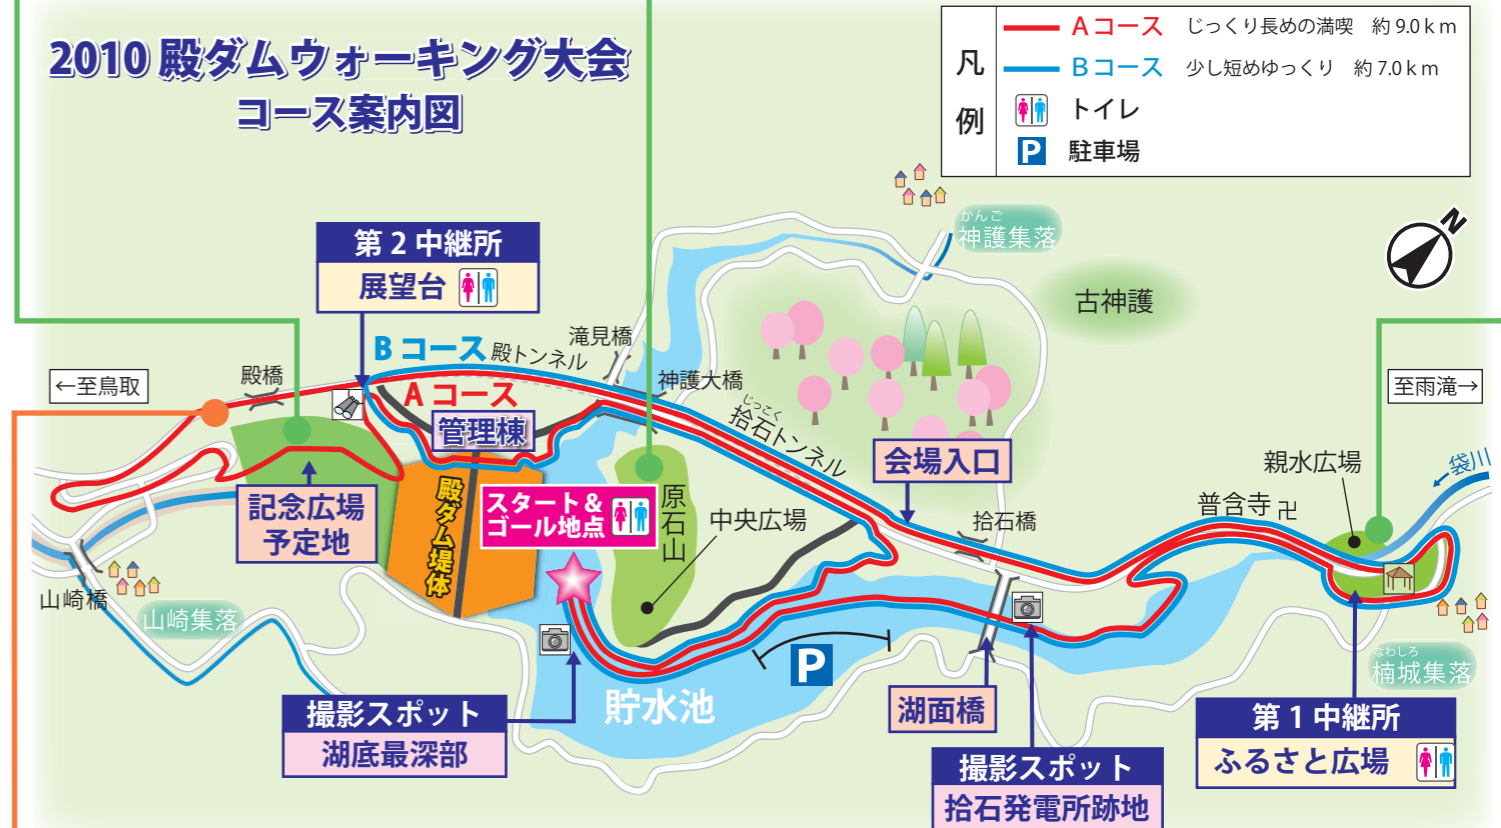 2010 殿ダムウォーキング大会
コース案内図
凡例
Aコース じっくり長めの満喫 約 9.0ｋｍ
Bコース 少し短めゆっくり 約 7.0ｋｍ
トイレ
P 駐車場
N
かんご
神護集落
古神護
第２中継所
展望台
Bコース
殿トンネル
滝見橋
←至鳥取
殿橋
Aコース
神護大橋
管理棟
じっこく
拾石トンネル
会場入口
至雨滝→
親水広場
袋川
普含寺 卍
記念広場
予定地
殿ダム堤体
スタート＆
ゴール地点
原石山
中央広場
拾石橋
山崎橋
山崎集落
P
貯水池
湖面橋
なわしろ
楠城集落
撮影スポット
湖底最深部
撮影スポット
拾石発電所跡地
第１中継所
ふるさと広場